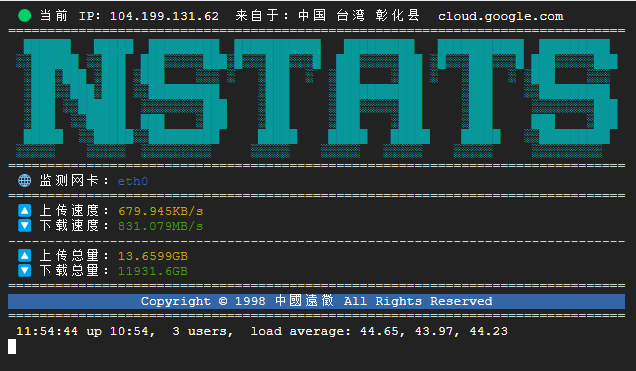 当前 IP: 104.199.131.62 来自于: 中国 台湾 彰化县 cloud.google.com
NSTATS
监测网卡: eth0
上传速度: 679.945KB/s
下载速度: 831.079MB/s
上传总量: 13.6599GB
下载总量: 11931.6GB
Copyright © 1998 中國遠徵 All Rights Reserved
11:54:44 up 10:54, 3 users, load average: 44.65, 43.97, 44.23